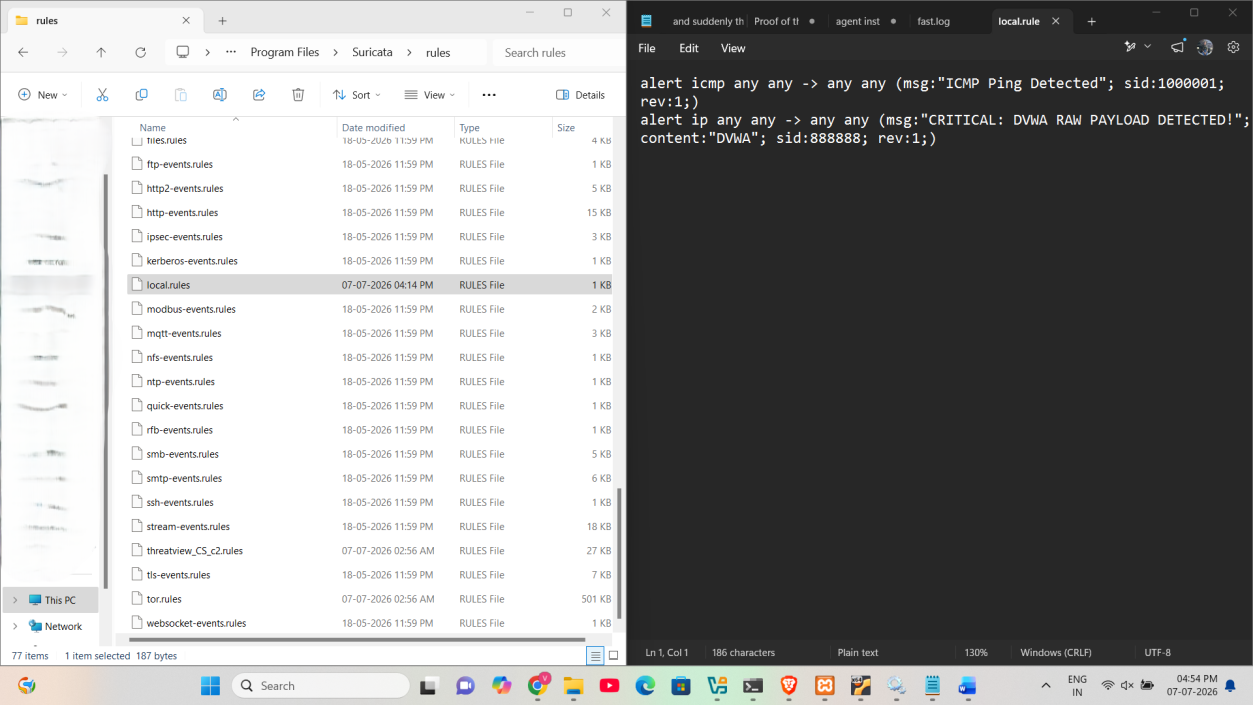 rules
Program Files
Suricata
rules
Search rules
New
Sort
View
Details
Name
Date modified
Type
Size
files.rules 18-05-2026 11:59 PM RULES File 4 KB
ftp-events.rules 18-05-2026 11:59 PM RULES File 1 KB
http2-events.rules 18-05-2026 11:59 PM RULES File 5 KB
http-events.rules 18-05-2026 11:59 PM RULES File 15 KB
ipsec-events.rules 18-05-2026 11:59 PM RULES File 3 KB
kerberos-events.rules 18-05-2026 11:59 PM RULES File 1 KB
local.rules 07-07-2026 04:14 PM RULES File 1 KB
modbus-events.rules 18-05-2026 11:59 PM RULES File 2 KB
mqtt-events.rules 18-05-2026 11:59 PM RULES File 3 KB
nfs-events.rules 18-05-2026 11:59 PM RULES File 1 KB
ntp-events.rules 18-05-2026 11:59 PM RULES File 1 KB
quick-events.rules 18-05-2026 11:59 PM RULES File 1 KB
rfb-events.rules 18-05-2026 11:59 PM RULES File 1 KB
smb-events.rules 18-05-2026 11:59 PM RULES File 5 KB
smtp-events.rules 18-05-2026 11:59 PM RULES File 6 KB
ssh-events.rules 18-05-2026 11:59 PM RULES File 1 KB
stream-events.rules 18-05-2026 11:59 PM RULES File 18 KB
threatview_CS_c2.rules 07-07-2026 02:56 AM RULES File 27 KB
tls-events.rules 18-05-2026 11:59 PM RULES File 7 KB
tor.rules 07-07-2026 02:56 AM RULES File 501 KB
websocket-events.rules 18-05-2026 11:59 PM RULES File 1 KB
This PC
Network
77 items 1 item selected 187 bytes
and suddenly th
Proof of th
agent inst
fast.log
local.rule
File Edit View
alert icmp any any -> any any (msg:"ICMP Ping Detected"; sid:1000001;
rev:1;)
alert ip any any -> any any (msg:"CRITICAL: DVWA RAW PAYLOAD DETECTED!";
content:"DVWA"; sid:888888; rev:1;)
Ln 1, Col 1 186 characters Plain text 130% Windows (CRLF) UTF-8
Search
V
ENG
IN
04:54 PM
07-07-2026